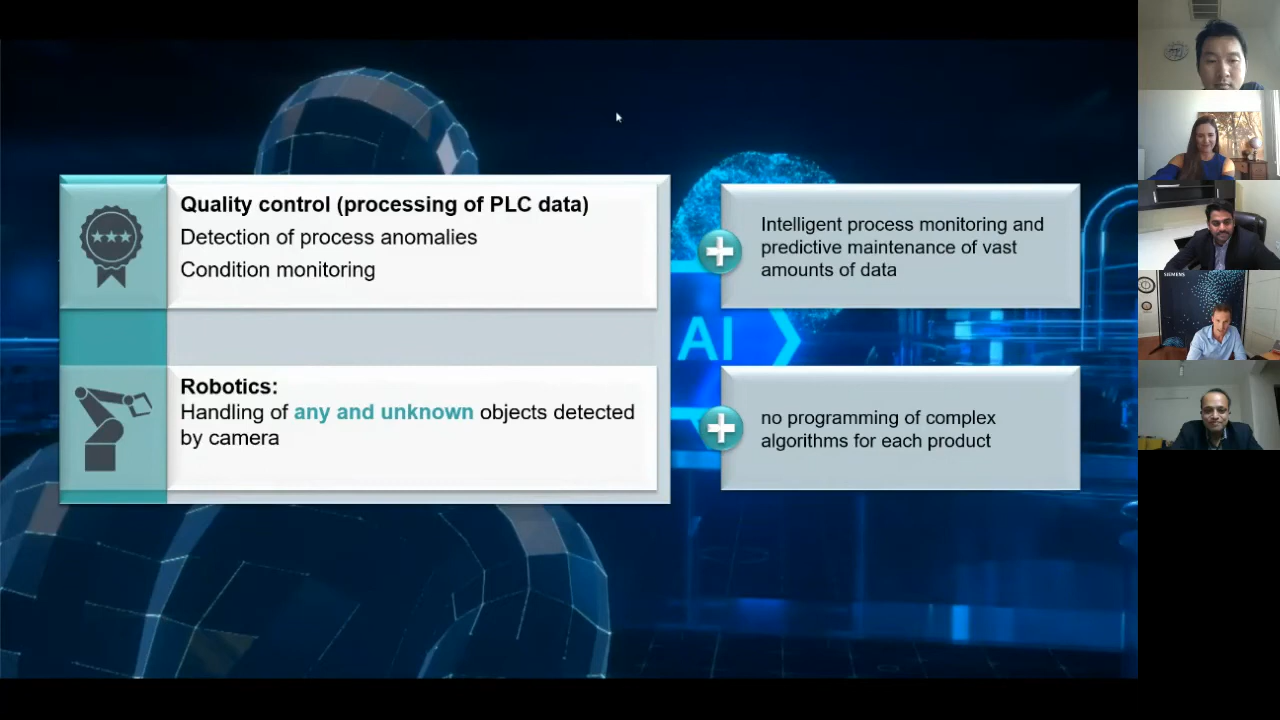 Quality control (processing of PLC data)
Detection of process anomalies
Condition monitoring
Intelligent process monitoring and
predictive maintenance of vast
amounts of data
AI
Robotics:
Handling of any and unknown objects detected
by camera
no programming of complex
algorithms for each product
SIEMENS